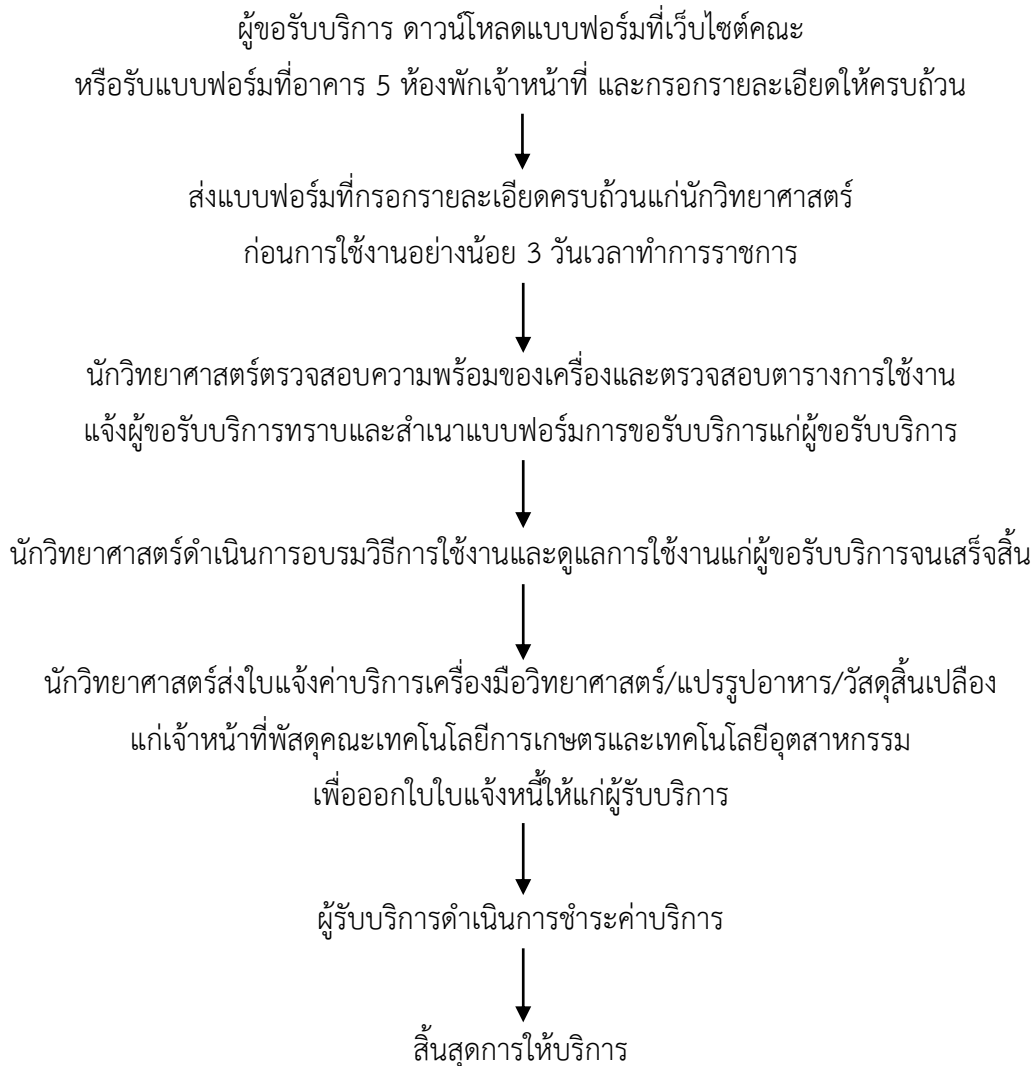 ผู้ขอรับบริการ ดาวน์โหลดแบบฟอร์มที่เว็บไซต์คณะ
หรือรับแบบฟอร์มที่อาคาร 5 ห้องพักเจ้าหน้าที่ และกรอกรายละเอียดให้ครบถ้วน
ส่งแบบฟอร์มที่กรอกรายละเอียดครบถ้วนแก่นักวิทยาศาสตร์
ก่อนการใช้งานอย่างน้อย 3 วันเวลาทำการราชการ
นักวิทยาศาสตร์ตรวจสอบความพร้อมของเครื่องและตรวจสอบตารางการใช้งาน
แจ้งผู้ขอรับบริการทราบและสำเนาแบบฟอร์มการขอรับบริการแก่ผู้ขอรับบริการ
นักวิทยาศาสตร์ดำเนินการอบรมวิธีการใช้งานและดูแลการใช้งานแก่ผู้ขอรับบริการจนเสร็จสิ้น
นักวิทยาศาสตร์ส่งใบแจ้งค่าบริการเครื่องมือวิทยาศาสตร์/แปรรูปอาหาร/วัสดุสิ้นเปลือง
แก่เจ้าหน้าที่พัสดุคณะเทคโนโลยีการเกษตรและเทคโนโลยีอุตสาหกรรม
เพื่อออกใบใบแจ้งหนี้ให้แก่ผู้รับบริการ
ผู้รับบริการดำเนินการชำระค่าบริการ
สิ้นสุดการให้บริการ